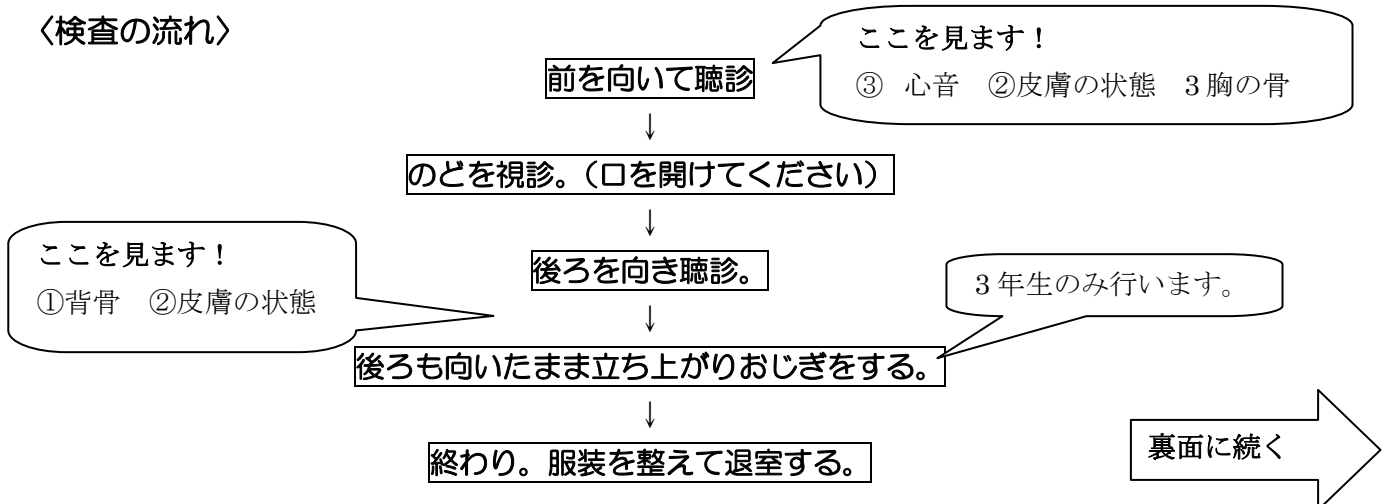 〈検査の流れ〉
ここを見ます！
③ 心音 ②皮膚の状態 3胸の骨
前を向いて聴診
↓
のどを視診。（口を開けてください）
↓
後ろを向き聴診。
ここを見ます！
①背骨 ②皮膚の状態
3年生のみ行います。
↓
後ろも向いたまま立ち上がりおじぎをする。
↓
終わり。服装を整えて退室する。
裏面に続く